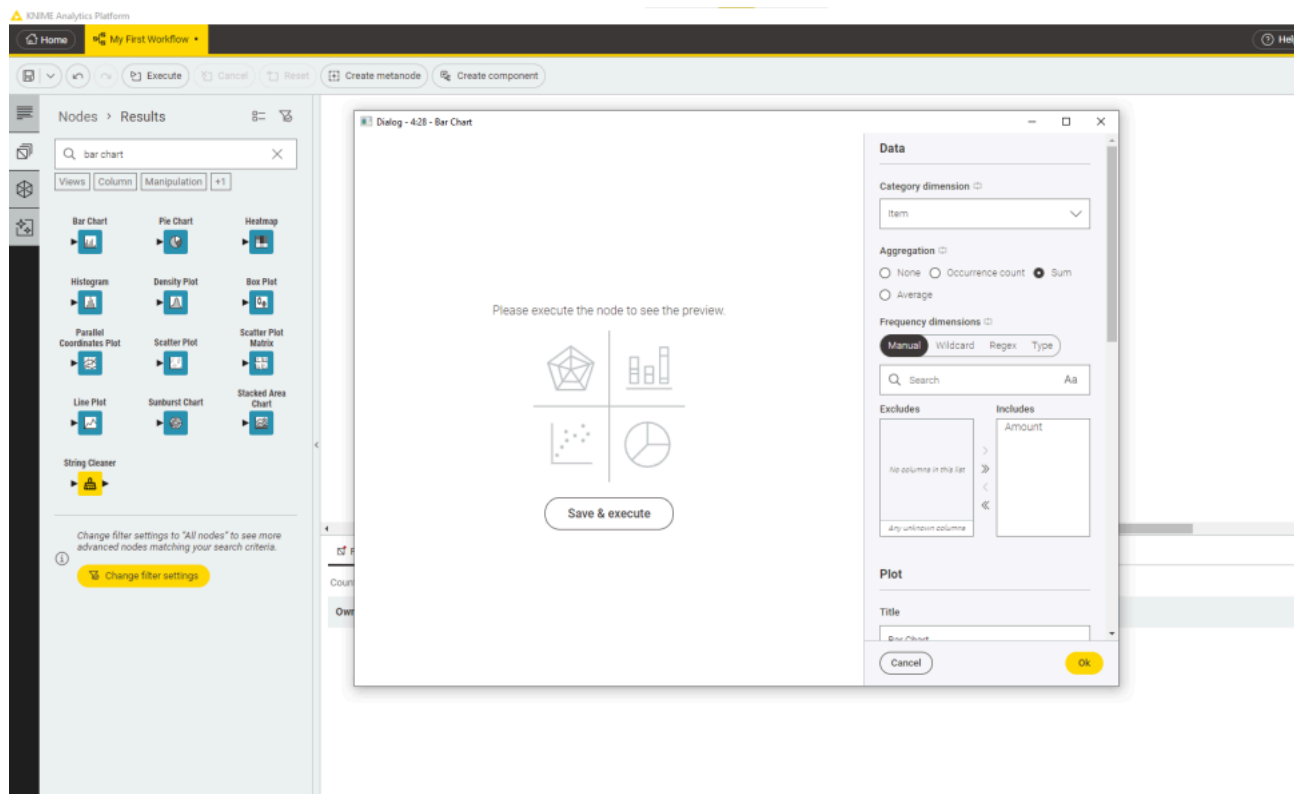 KNIME Analytics Platform
Home
My First Workflow
Help
Execute
Cancel
Reset
Create metanode
Create component
Nodes > Results
bar chart
Views
Column
Manipulation
+1
Bar Chart
Pie Chart
Heatmap
Histogram
Density Plot
Box Plot
Parallel
Coordinates Plot
Scatter Plot
Scatter Plot
Matrix
Line Plot
Sunburst Chart
Stacked Area
Chart
String Cleaner
Change filter settings to "All nodes" to see more
advanced nodes matching your search criteria.
Change filter settings
Dialog - 4:28 - Bar Chart
Please execute the node to see the preview.
Save & execute
Data
Category dimension
Item
Aggregation
None
Occurrence count
Sum
Average
Frequency dimensions
Manual
Wildcard
Regex
Type
Search
Aa
Excludes
Includes
No columns in this list
Amount
Any unknown columns
Plot
Title
Bar Chart
Cancel
Ok